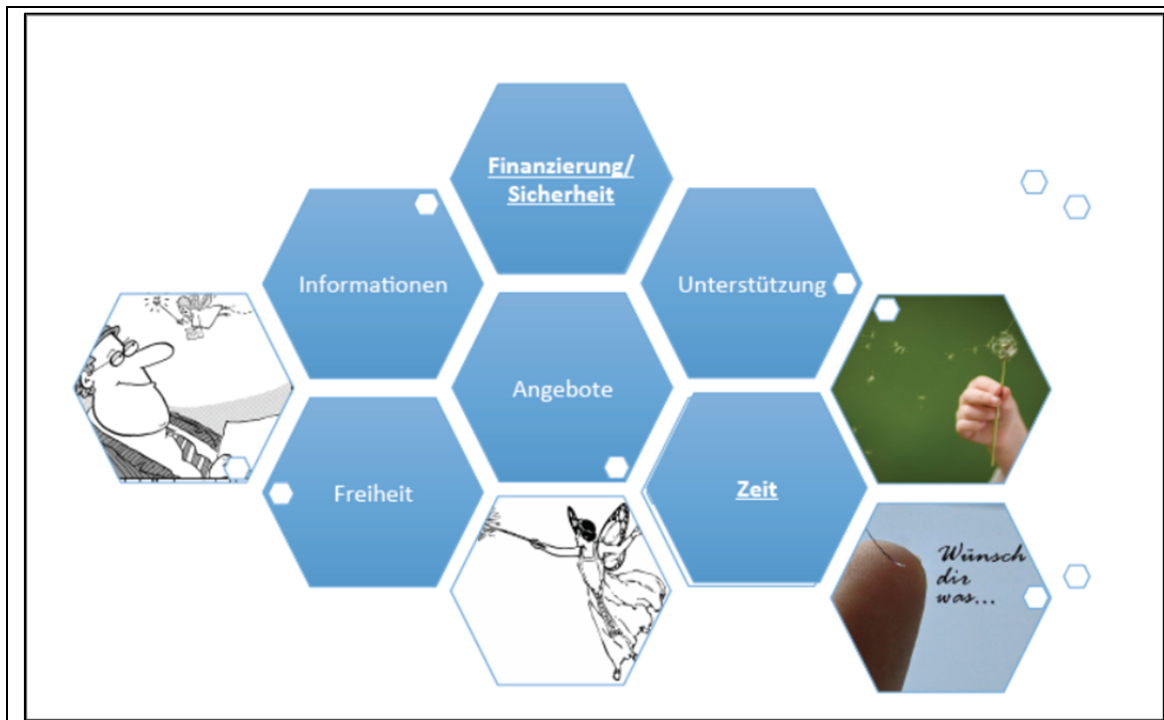 Finanzierung/
Sicherheit
Informationen
Unterstützung
Angebote
Freiheit
Zeit
Wünsch
dir
was...